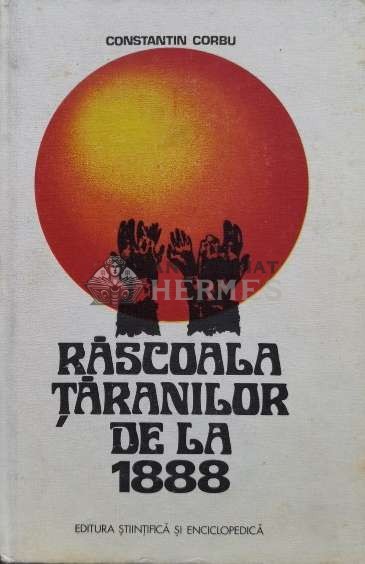 CONSTANTIN CORBU
HERMES
RĂSCOALA
ȚĂRANILOR
DE LA
1888
EDITURA ȘTIINȚIFICĂ ȘI ENCICLOPEDICĂ